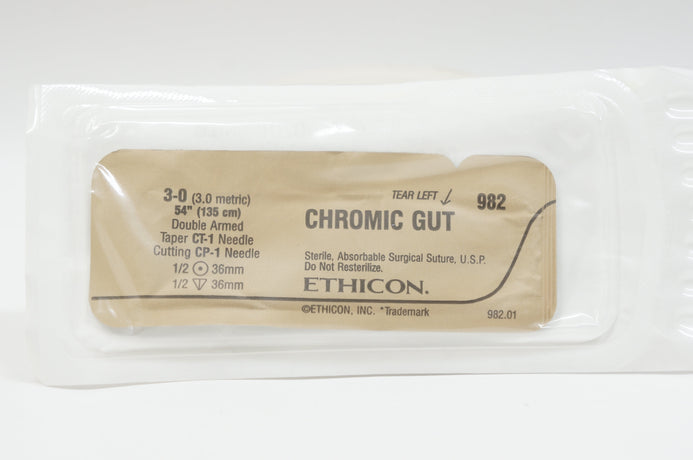 3-0 (3.0 metric)
54" (135 cm)
Double Armed
Taper CT-1 Needle
Cutting CP-1 Needle
1/2 36mm
1/2 36mm
TEAR LEFT
982
CHROMIC GUT
Sterile, Absorbable Surgical Suture, U.S.P.
Do Not Resterilize.
ETHICON.
©ETHICON, INC. *Trademark
982.01